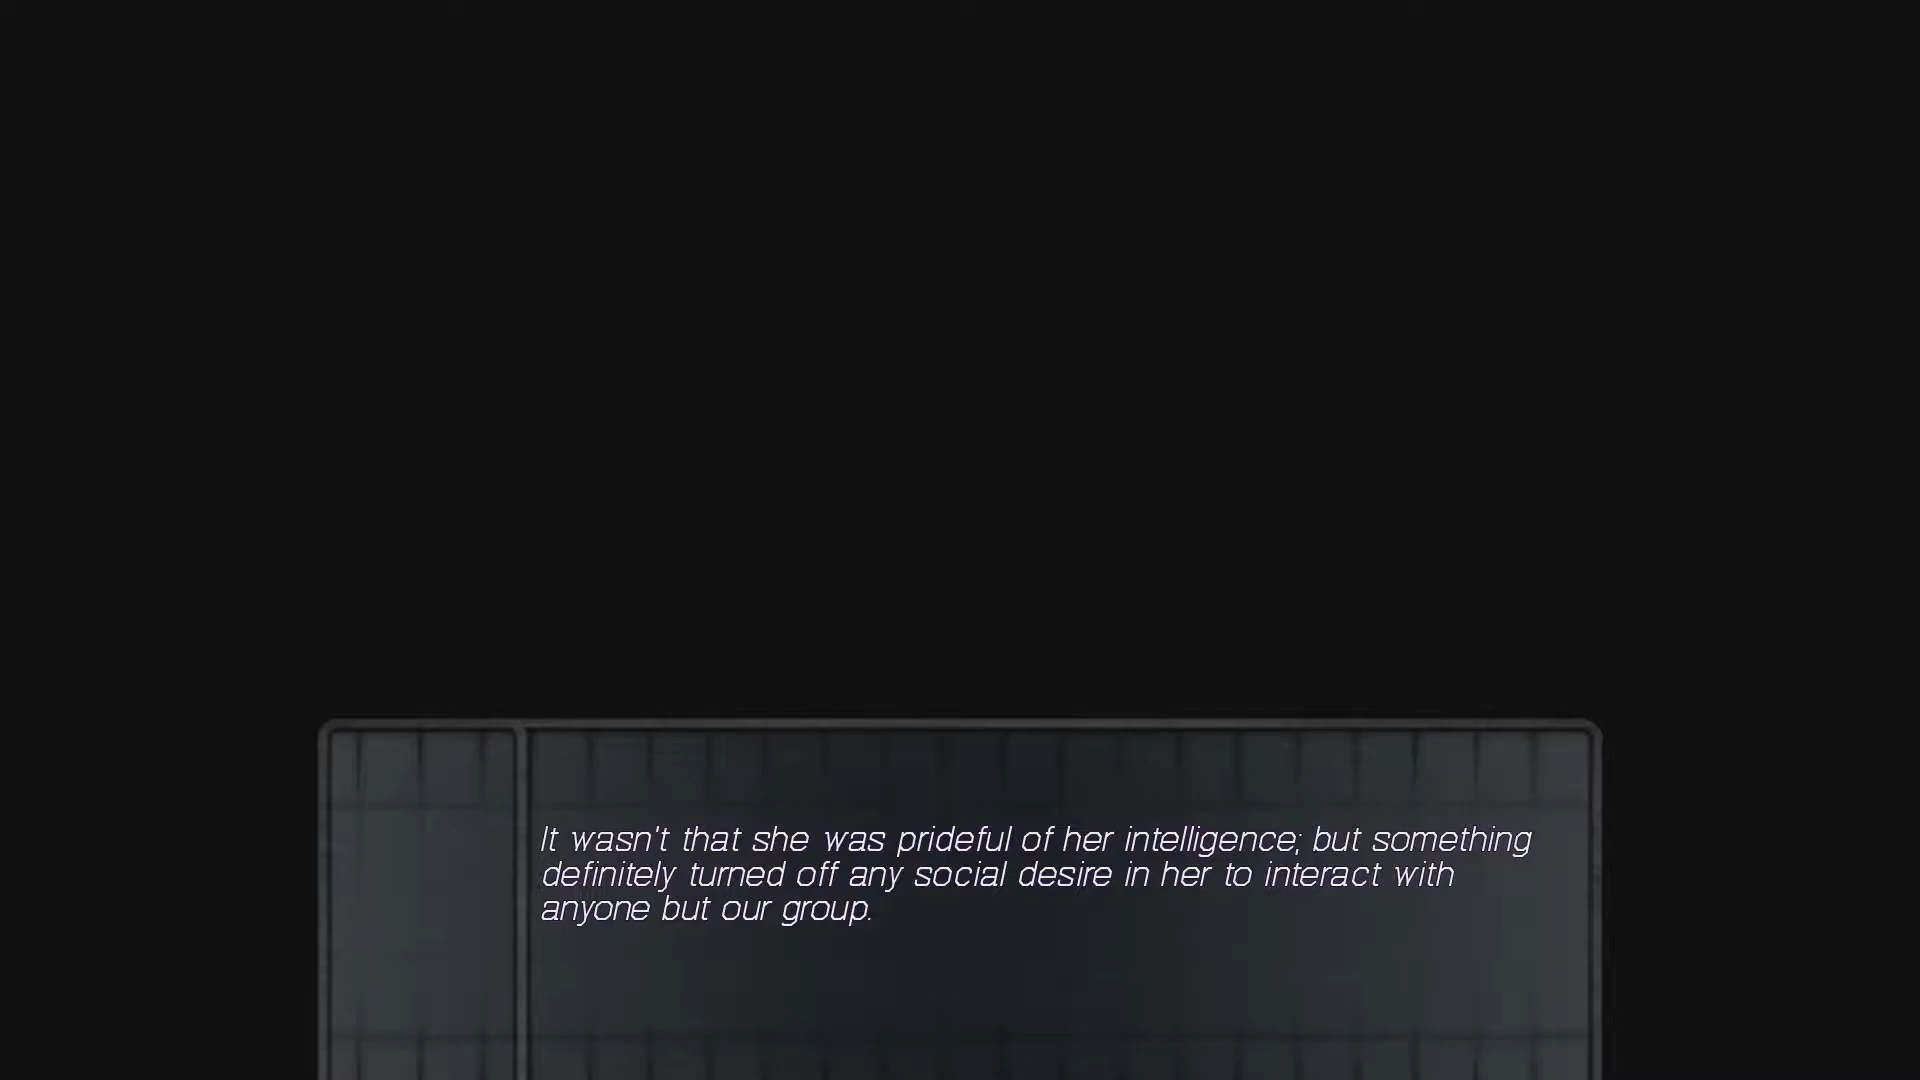 It wasn't that she was prideful of her intelligence; but something
definitely turned off any social desire in her to interact with
anyone but our group.